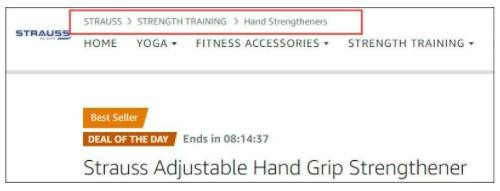 STRAUSS > STRENGTH TRAINING > Hand Strengtheners
STRAUSS
HOME YOGA ▾ FITNESS ACCESSORIES ▾ STRENGTH TRAINING ▾
Best Seller
DEAL OF THE DAY Ends in 08:14:37
Strauss Adjustable Hand Grip Strengthener